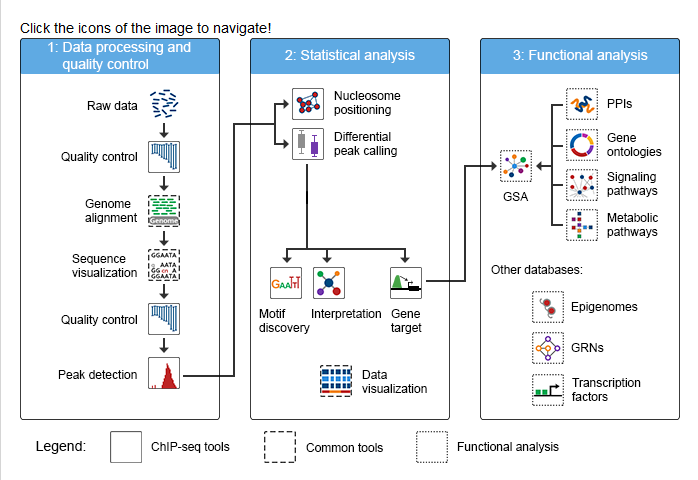 Click the icons of the image to navigate!
1: Data processing and
quality control
Raw data
Quality control
Genome
alignment
Genome
Sequence
visualization
GGAATA
AATA
GG cn A
GGAATA
Quality control
Peak detection
2: Statistical analysis
Nucleosome
positioning
Differential
peak calling
GAATT
Motif
discovery
Interpretation
Gene
target
Data
visualization
3: Functional analysis
GSA
PPIs
Gene
ontologies
Signaling
pathways
Metabolic
pathways
Other databases:
Epigenomes
GRNs
Transcription
factors
Legend:
ChIP-seq tools
Common tools
Functional analysis